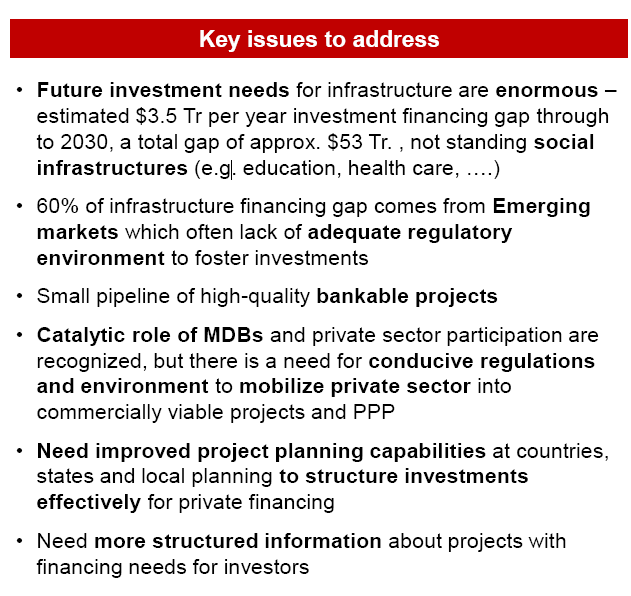 Key issues to address
• Future investment needs for infrastructure are enormous –
estimated $3.5 Tr per year investment financing gap through
to 2030, a total gap of approx. $53 Tr. , not standing social
infrastructures (e.g. education, health care, ….)
• 60% of infrastructure financing gap comes from Emerging
markets which often lack of adequate regulatory
environment to foster investments
• Small pipeline of high-quality bankable projects
• Catalytic role of MDBs and private sector participation are
recognized, but there is a need for conducive regulations
and environment to mobilize private sector into
commercially viable projects and PPP
• Need improved project planning capabilities at countries,
states and local planning to structure investments
effectively for private financing
• Need more structured information about projects with
financing needs for investors